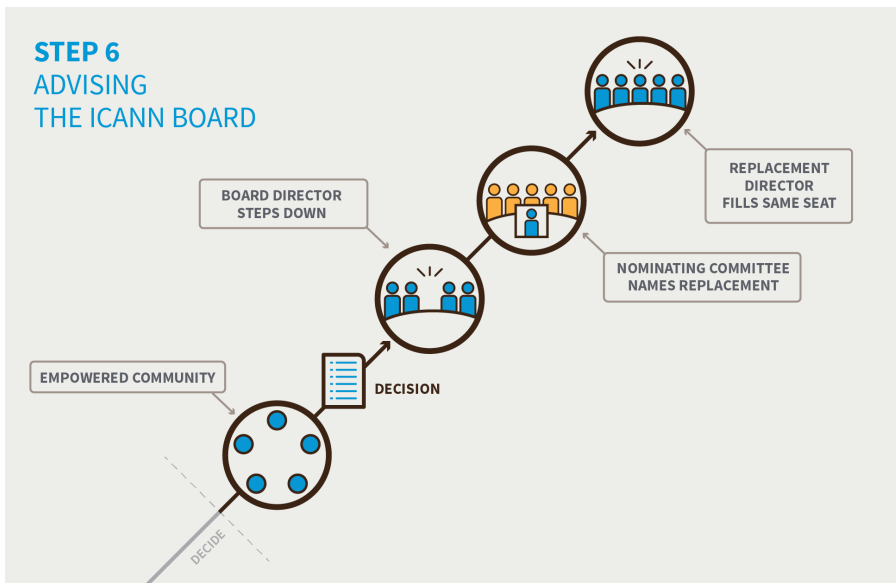 STEP 6
ADVISING
THE ICANN BOARD
REPLACEMENT
DIRECTOR
FILLS SAME SEAT
BOARD DIRECTOR
STEPS DOWN
NOMINATING COMMITTEE
NAMES REPLACEMENT
EMPOWERED COMMUNITY
DECISION
DECIDE